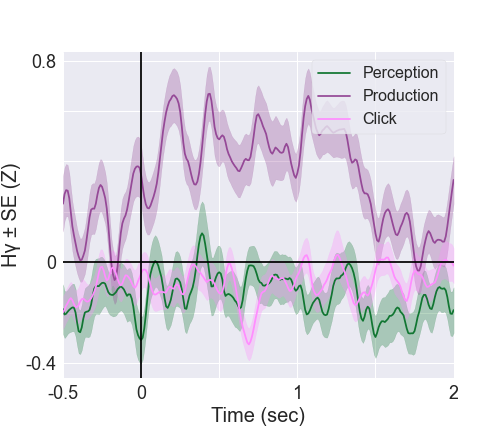 Hγ ± SE (Z)
0.8
0
-0.4
Perception
Production
Click
-0.5 0 1 2
Time (sec)